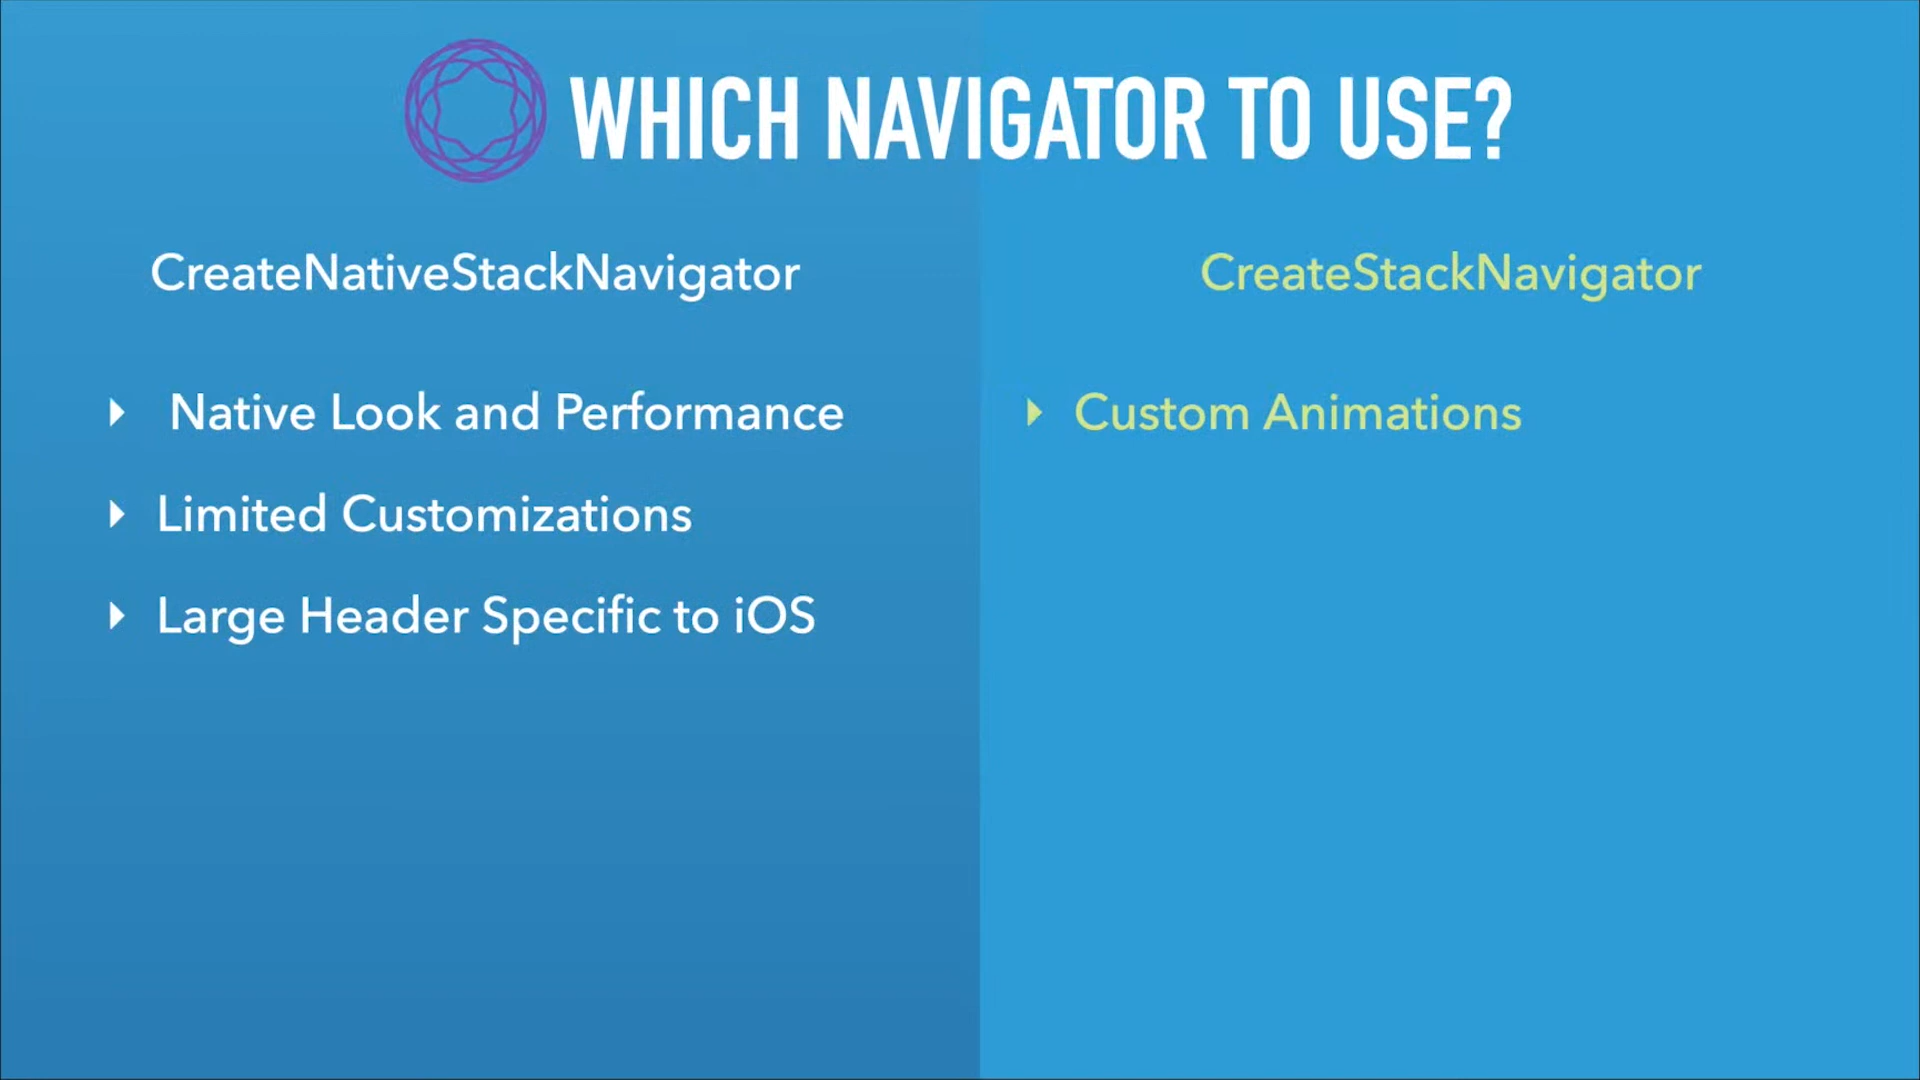 WHICH NAVIGATOR TO USE?
CreateNativeStackNavigator
Native Look and Performance
Limited Customizations
Large Header Specific to iOS
CreateStackNavigator
Custom Animations